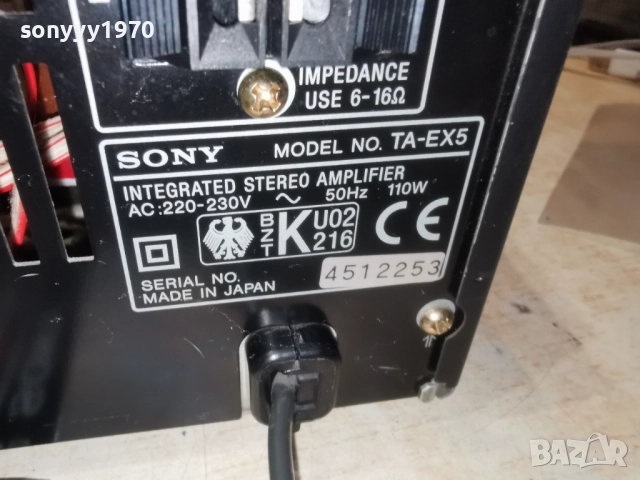 sonyyy1970
IMPEDANCE
USE 6-16Ω
SONY MODEL NO. TA-EX5
INTEGRATED STEREO AMPLIFIER
AC:220-230V ~ 50Hz 110W
BZT K U02 216 CE
SERIAL NO. 4512253
MADE IN JAPAN
BAZAR